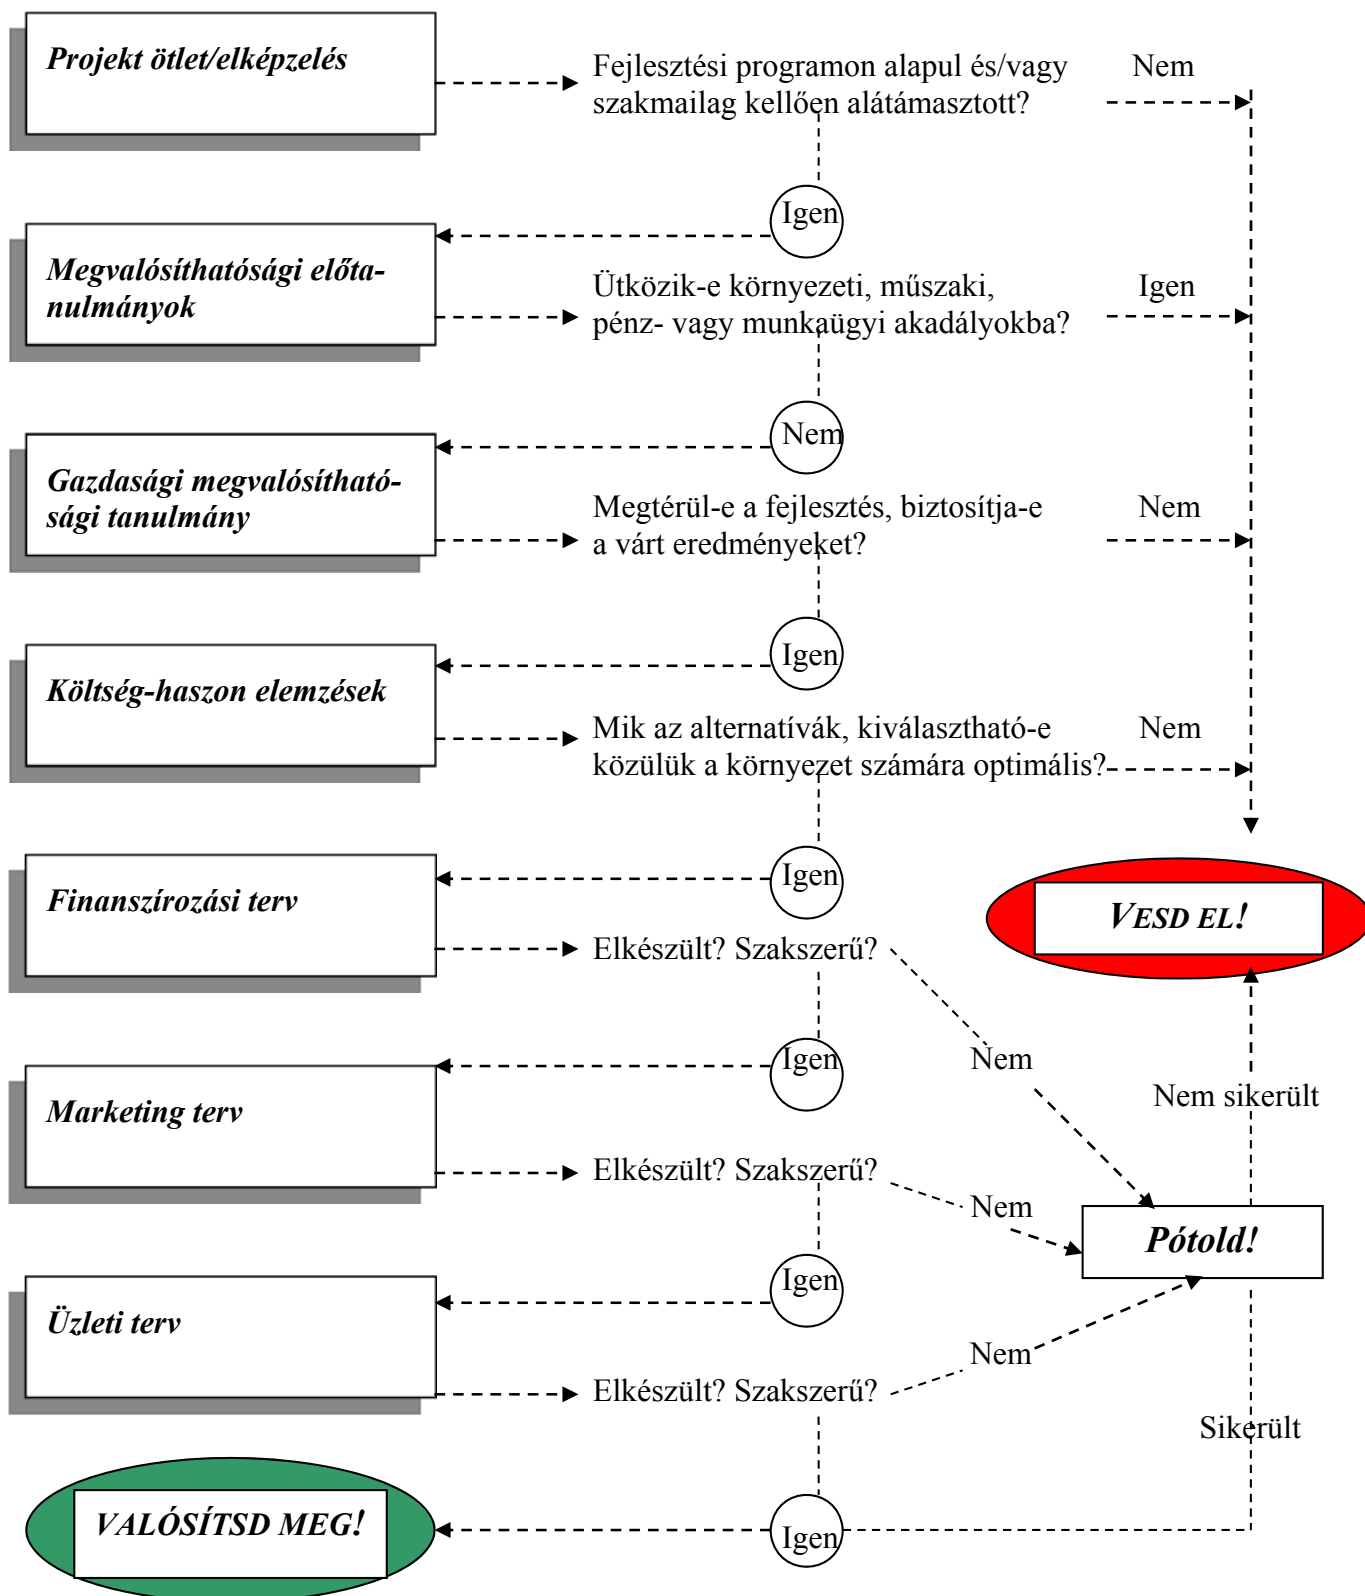 Projekt ötlet/elképzelés
Fejlesztési programon alapul és/vagy
szakmailag kellően alátámasztott?
Nem
Igen
Megvalósíthatósági előta-
nulmányok
Ütközik-e környezeti, műszaki,
pénz- vagy munkaügyi akadályokba?
Igen
Nem
Gazdasági megvalósítható-
sági tanulmány
Megtérül-e a fejlesztés, biztosítja-e
a várt eredményeket?
Nem
Igen
Költség-haszon elemzések
Mik az alternatívák, kiválasztható-e
közülük a környezet számára optimális?
Nem
Igen
Finanszírozási terv
VESD EL!
Elkészült? Szakszerű?
Nem
Igen
Marketing terv
Nem sikerült
Elkészült? Szakszerű?
Nem
Pótold!
Igen
Üzleti terv
Elkészült? Szakszerű?
Nem
Sikerült
VALÓSÍTSD MEG!
Igen